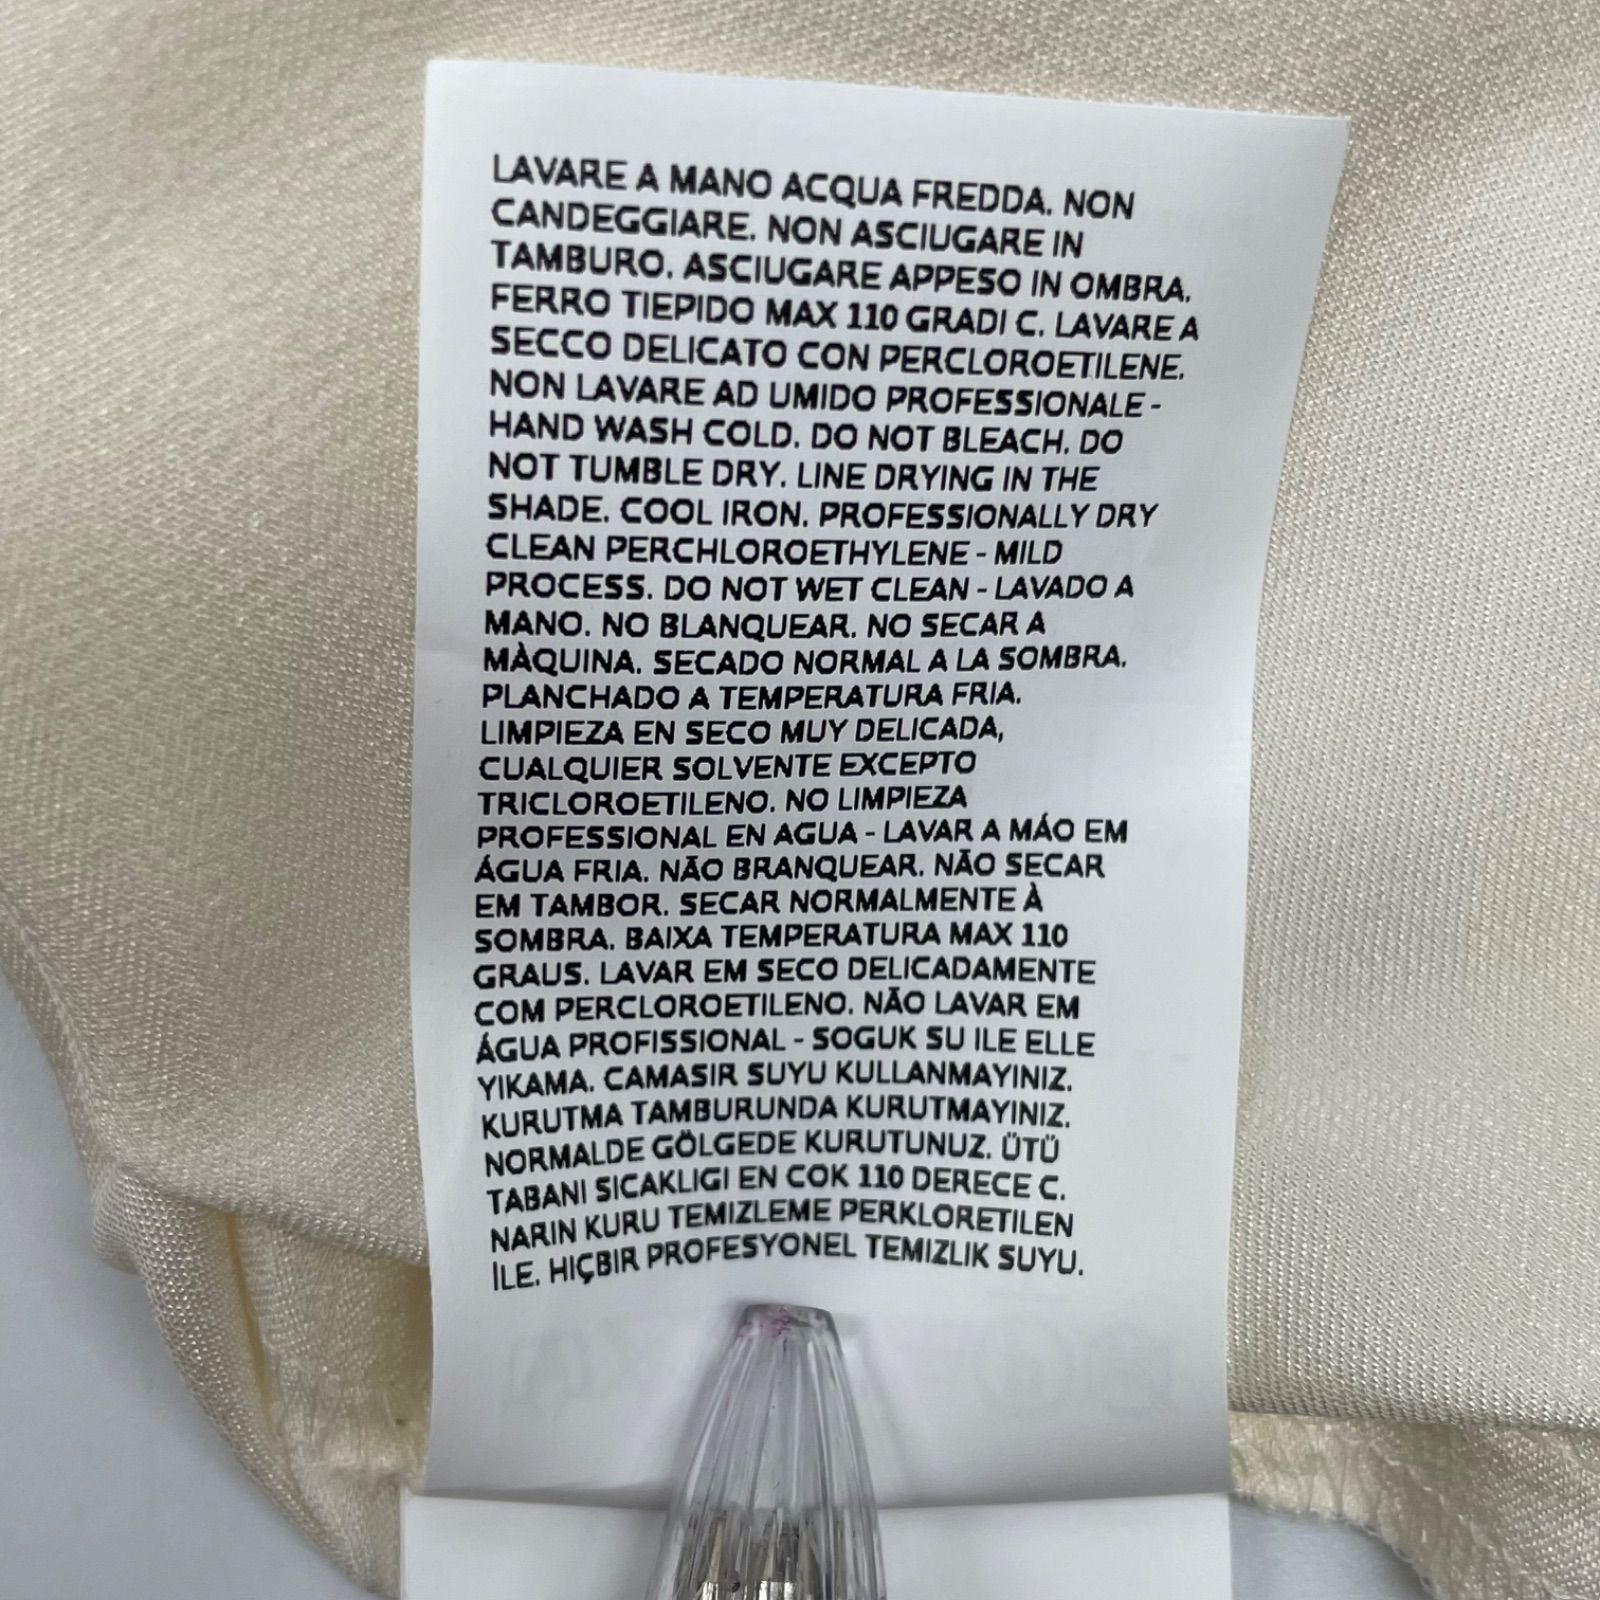 LAVARE A MANO ACQUA FREDDA. NON
CANDEGGIARE. NON ASCIUGARE IN
TAMBURO. ASCIUGARE APPESO IN OMBRA.
FERRO TIEPIDO MAX 110 GRADI C. LAVARE A
SECCO DELICATO CON PERCLOROETILENE.
NON LAVARE AD UMIDO PROFESSIONALE -
HAND WASH COLD. DO NOT BLEACH. DO
NOT TUMBLE DRY. LINE DRYING IN THE
SHADE. COOL IRON. PROFESSIONALLY DRY
CLEAN PERCHLOROETHYLENE - MILD
PROCESS. DO NOT WET CLEAN - LAVADO A
MANO. NO BLANQUEAR. NO SECAR A
MÀQUINA. SECADO NORMAL A LA SOMBRA.
PLANCHADO A TEMPERATURA FRIA.
LIMPIEZA EN SECO MUY DELICADA,
CUALQUIER SOLVENTE EXCEPTO
TRICLOROETILENO. NO LIMPIEZA
PROFESSIONAL EN AGUA - LAVAR A MÁO EM
ÁGUA FRIA. NÃO BRANQUEAR. NÃO SECAR
EM TAMBOR. SECAR NORMALMENTE À
SOMBRA. BAIXA TEMPERATURA MAX 110
GRAUS. LAVAR EM SECO DELICADAMENTE
COM PERCLOROETILENO. NÃO LAVAR EM
ÁGUA PROFISSIONAL - SOGUK SU ILE ELLE
YIKAMA. CAMASIR SUYU KULLANMAYINIZ.
KURUTMA TAMBURUNDA KURUTMAYINIZ.
NORMALDE GÖLGEDE KURUTUNUZ. ÜTÜ
TABANI SICAKLIGI EN COK 110 DERECE C.
NARIN KURU TEMIZLEME PERKLORETILEN
İLE. HIÇBIR PROFESYONEL TEMIZLIK SUYU.